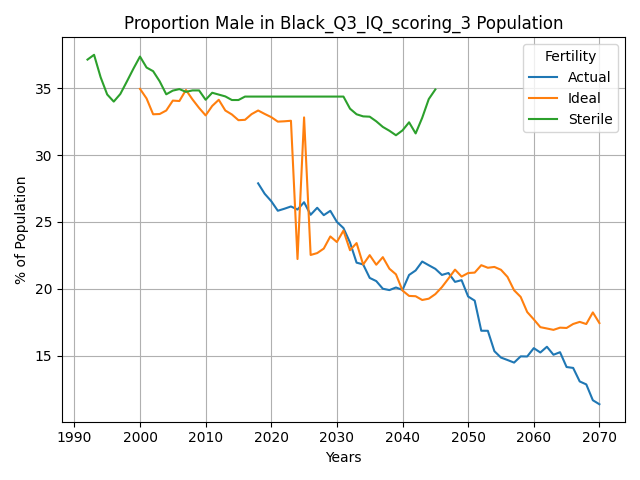 Proportion Male in Black_Q3_IQ_scoring_3 Population
Fertility
Actual
Ideal
Sterile
% of Population
35
30
25
20
15
1990
2000
2010
2020
2030
2040
2050
2060
2070
Years